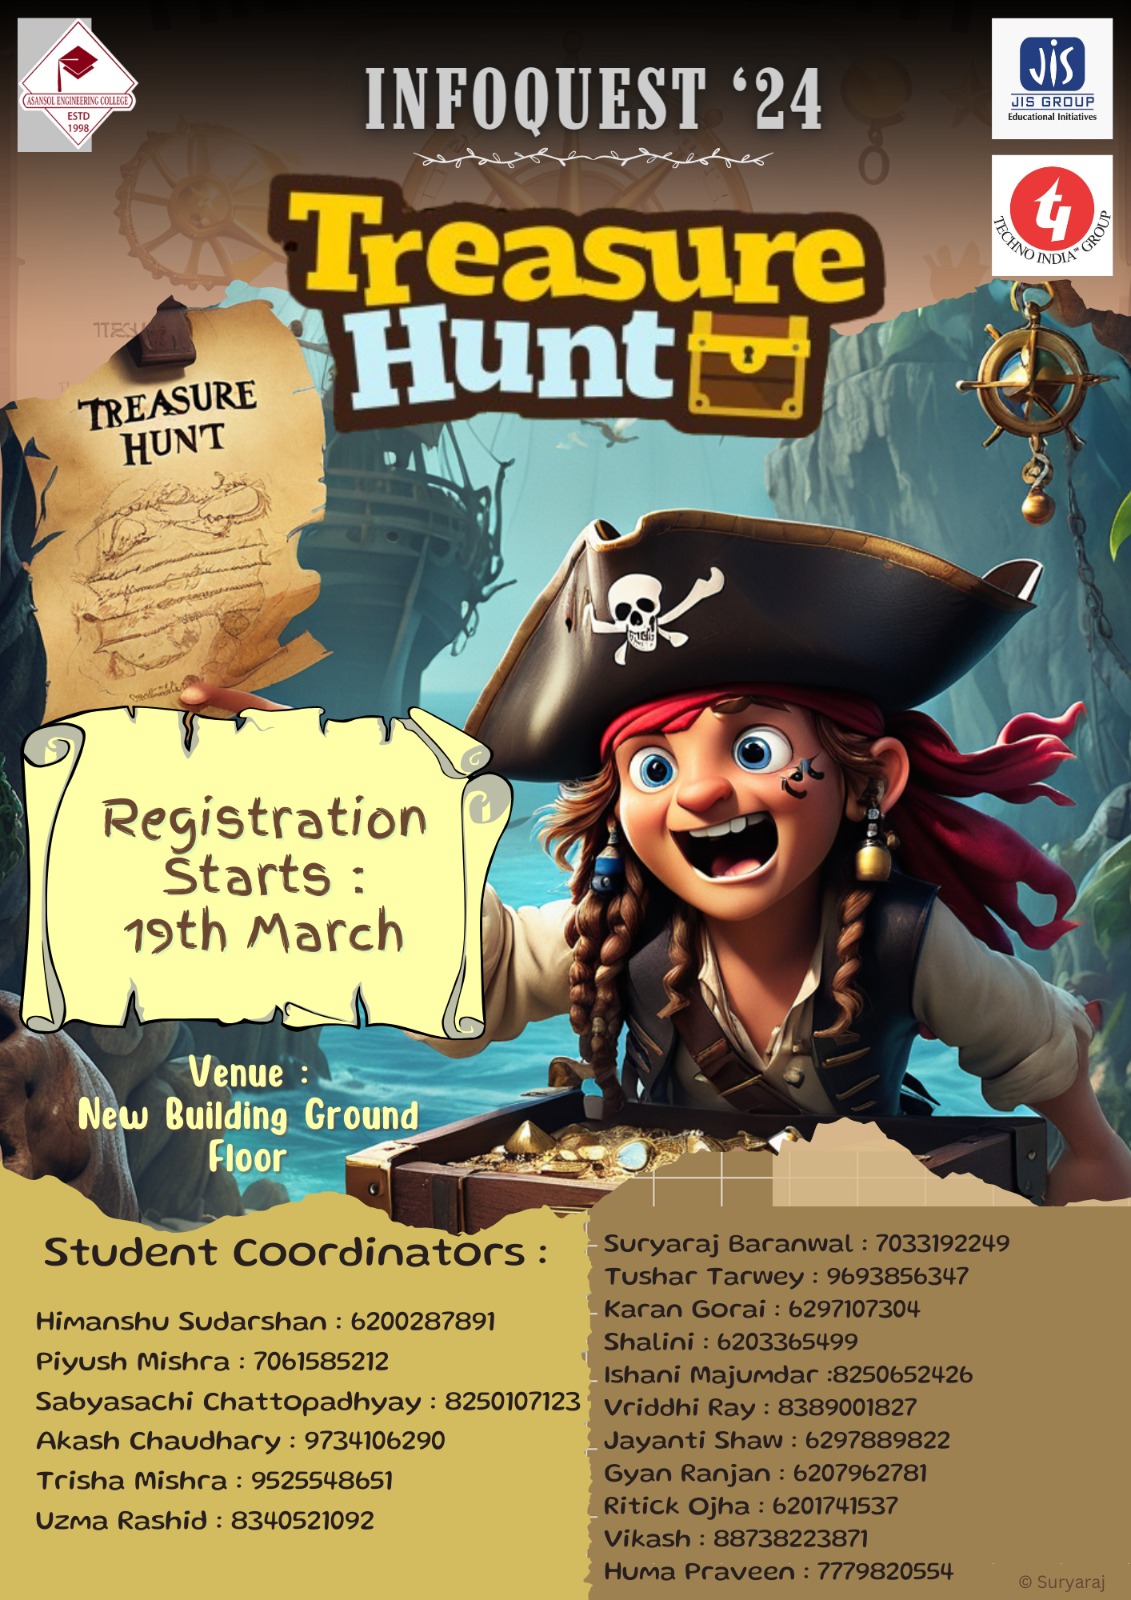 ASANSOL ENGINEERING COLLEGE
ESTD
1998
INFOQUEST ‘24
JIS
JIS GROUP
Educational Initiatives
TECHNO INDIA™ GROUP
Treasure
Hunt
TREASURE
HUNT
Registration
Starts :
19th March
Venue :
New Building Ground
Floor
Student Coordinators :
Himanshu Sudarshan : 6200287891
Piyush Mishra : 7061585212
Sabyasachi Chattopadhyay : 8250107123
Akash Chaudhary : 9734106290
Trisha Mishra : 9525548651
Uzma Rashid : 8340521092
Suryaraj Baranwal : 7033192249
Tushar Tarwey : 9693856347
Karan Gorai : 6297107304
Shalini : 6203365499
Ishani Majumdar :8250652426
Vriddhi Ray : 8389001827
Jayanti Shaw : 6297889822
Gyan Ranjan : 6207962781
Ritick Ojha : 6201741537
Vikash : 88738223871
Huma Praveen : 7779820554
© Suryaraj